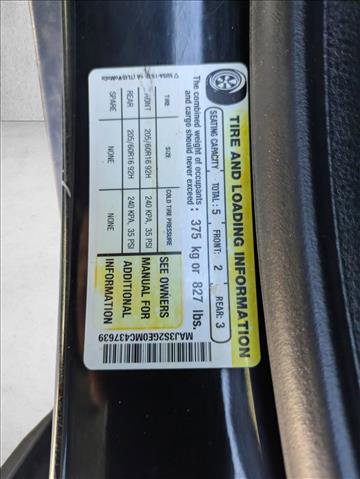 TIRE AND LOADING INFORMATION
SEATING CAPACITY TOTAL: 5 FRONT: 2 REAR: 3
The combined weight of occupants
and cargo should never exceed : 375 kg or 827 lbs.
TIRE SIZE COLD TIRE PRESSURE
FRONT 205/60R16 92H 240 KPA, 35 PSI
REAR 205/60R16 92H 240 KPA, 35 PSI
SPARE NONE NONE
SEE OWNERS
MANUAL FOR
ADDITIONAL
INFORMATION
MAJ3S2GE0MC437639